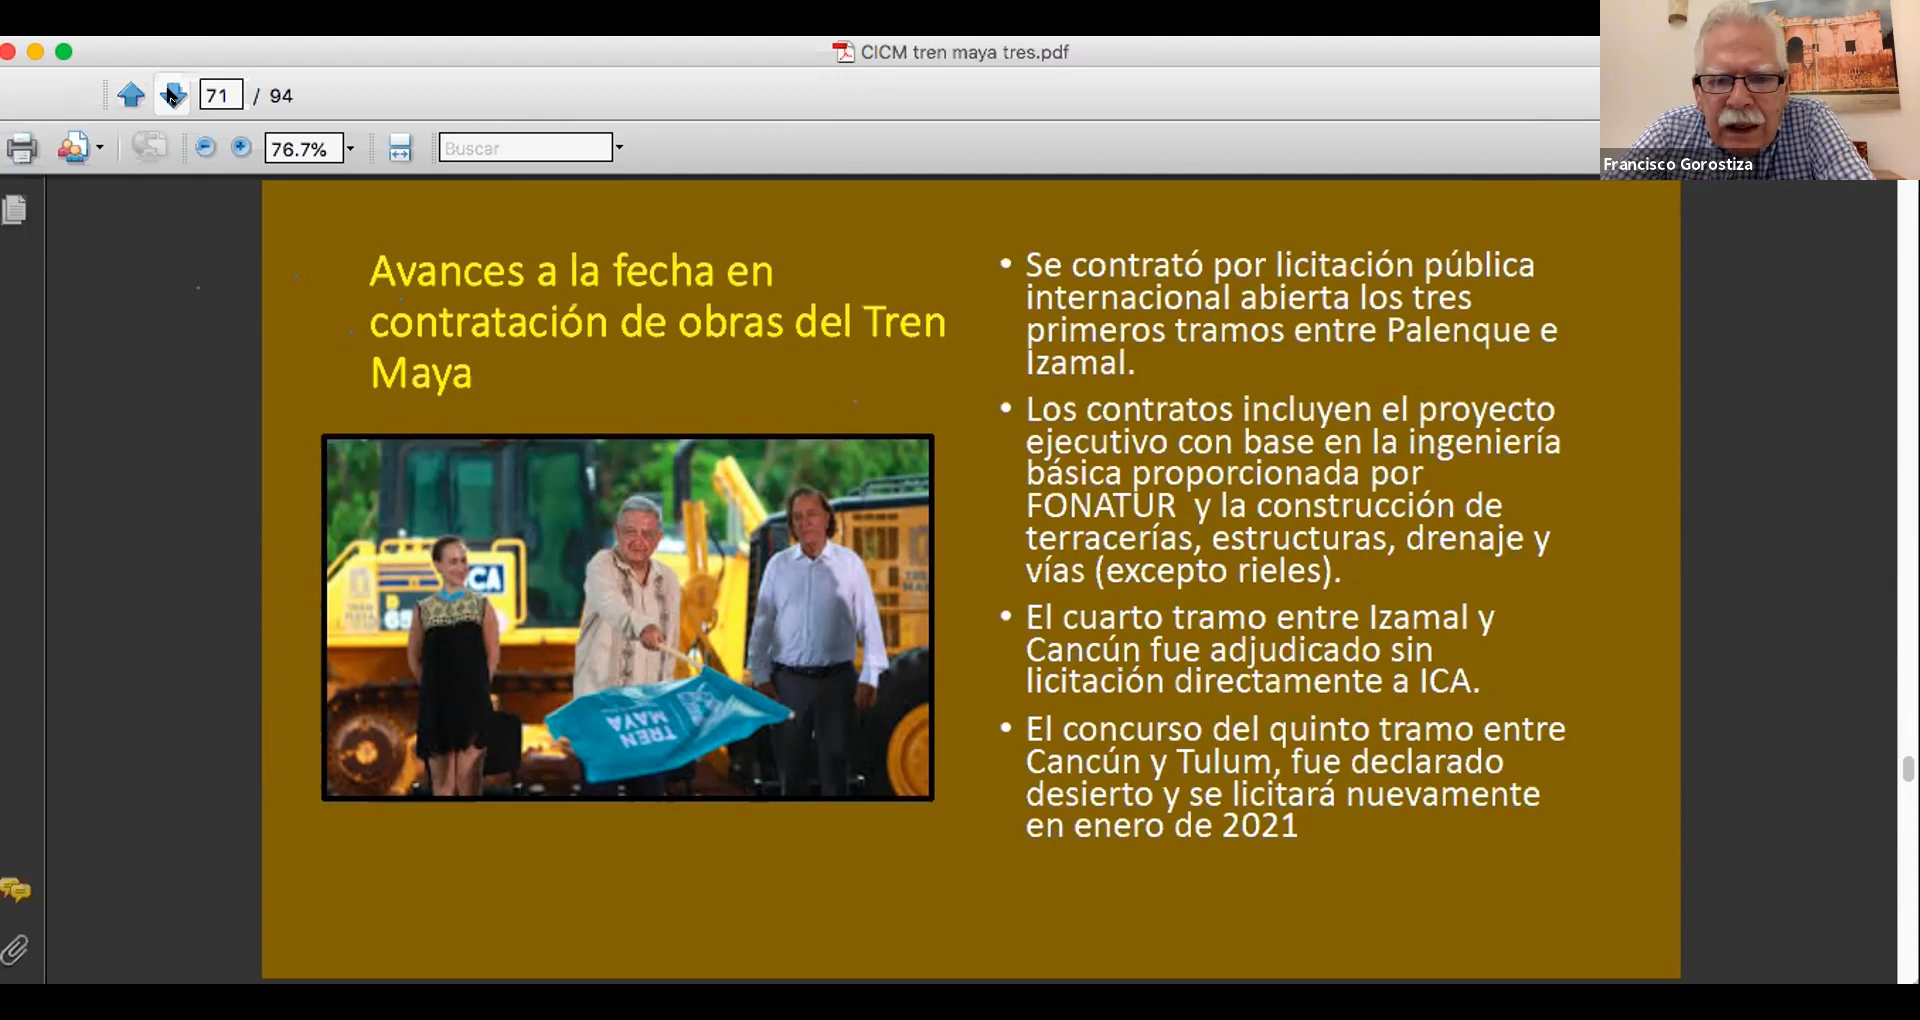 CICM tren maya tres.pdf
71 / 94
76.7%
Buscar
Francisco Gorostiza
Avances a la fecha en
contratación de obras del Tren
Maya
TREN
MAYA
• Se contrató por licitación pública
internacional abierta los tres
primeros tramos entre Palenque e
Izamal.
• Los contratos incluyen el proyecto
ejecutivo con base en la ingeniería
básica proporcionada por
FONATUR  y la construcción de
terracerías, estructuras, drenaje y
vías (excepto rieles).
• El cuarto tramo entre Izamal y
Cancún fue adjudicado sin
licitación directamente a ICA.
• El concurso del quinto tramo entre
Cancún y Tulum, fue declarado
desierto y se licitará nuevamente
en enero de 2021